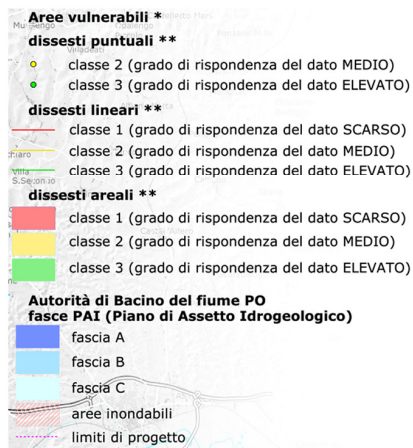 Aree vulnerabili *
dissesti puntuali **
Villadeati
classe 2 (grado di rispondenza del dato MEDIO)
classe 3 (grado di rispondenza del dato ELEVATO)
dissesti lineari **
classe 1 (grado di rispondenza del dato SCARSO)
classe 2 (grado di rispondenza del dato MEDIO)
classe 3 (grado di rispondenza del dato ELEVATO)
Villa
S.Secondo
dissesti areali **
classe 1 (grado di rispondenza del dato SCARSO)
classe 2 (grado di rispondenza del dato MEDIO)
classe 3 (grado di rispondenza del dato ELEVATO)
Autorità di Bacino del fiume PO
fasce PAI (Piano di Assetto Idrogeologico)
fascia A
fascia B
fascia C
aree inondabili
limiti di progetto